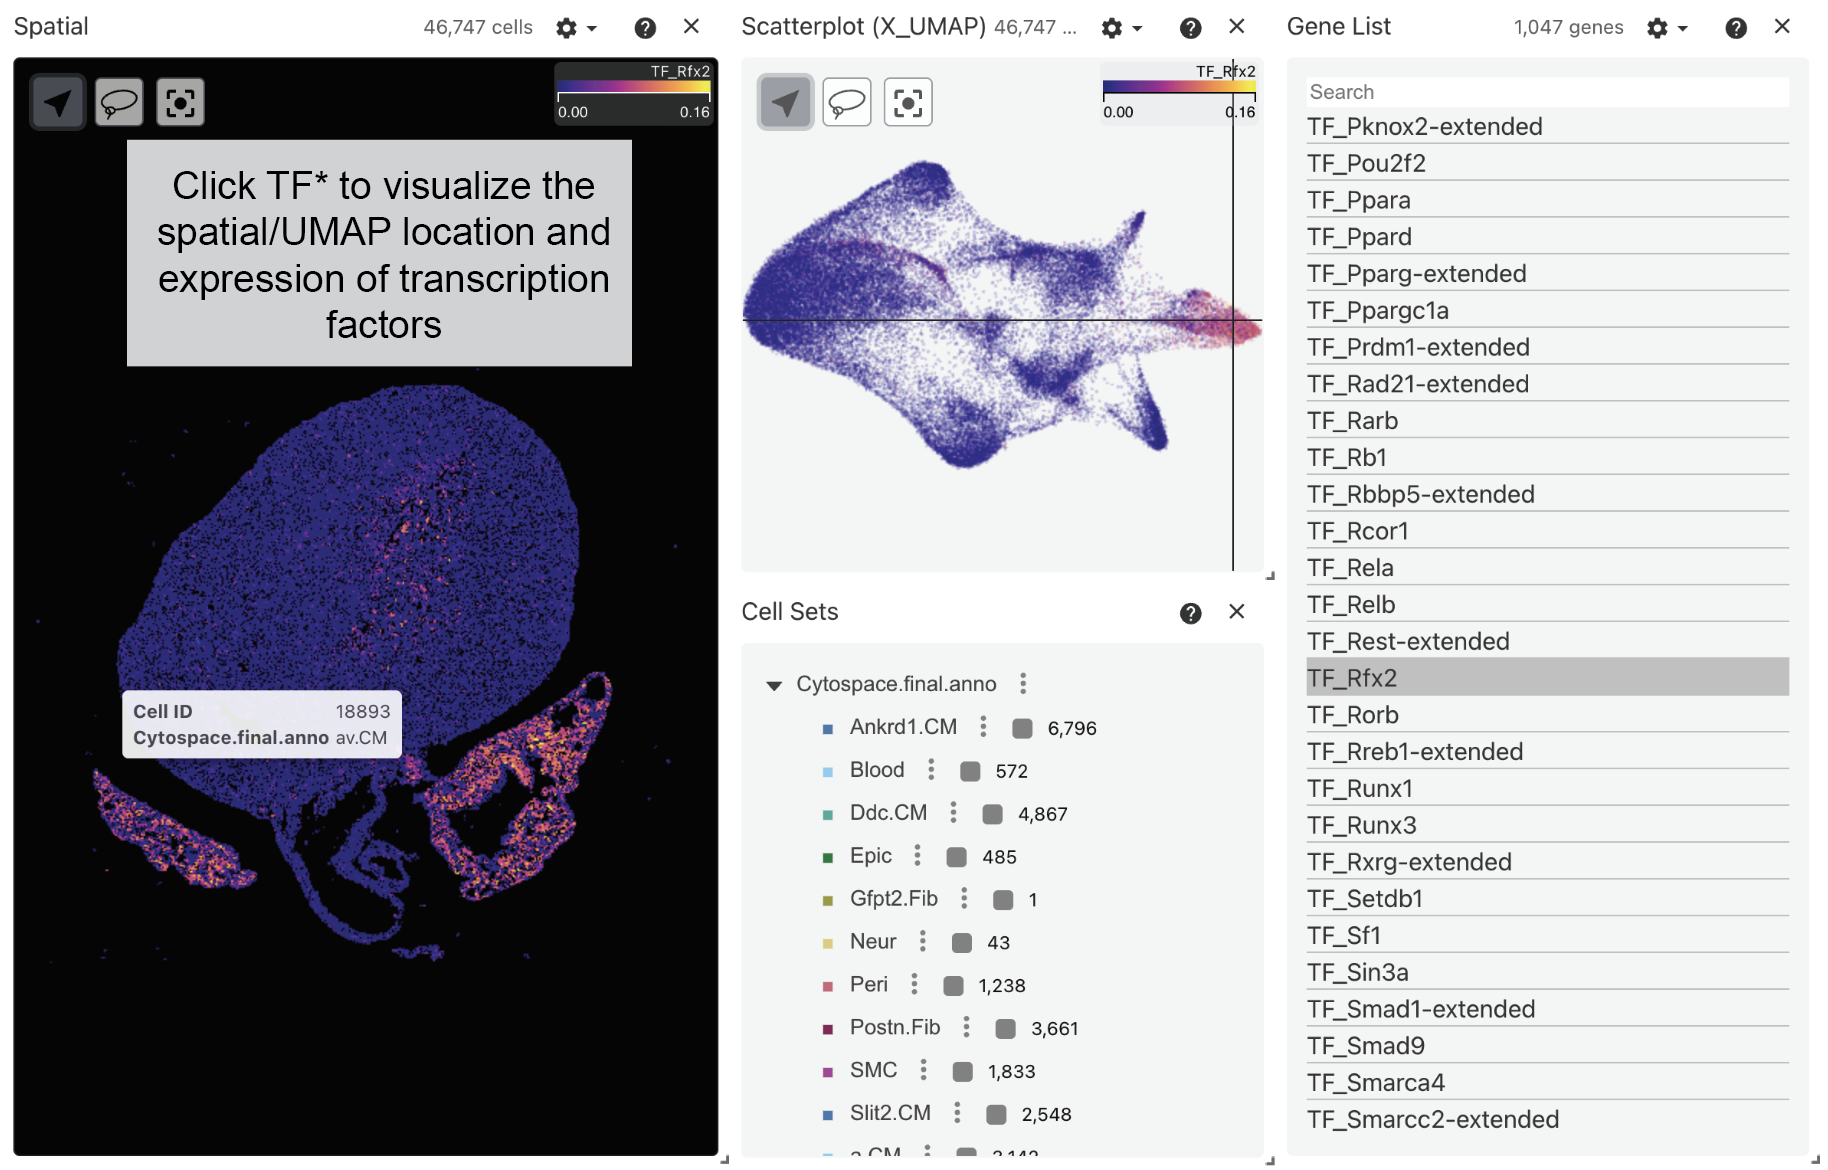 Spatial
46,747 cells
TF_Rfx2
0.00 0.16
Click TF* to visualize the
spatial/UMAP location and
expression of transcription
factors
Cell ID 18893
Cytospace.final.anno av.CM
Scatterplot (X_UMAP) 46,747 ...
TF_Rfx2
0.00 0.16
Cell Sets
Cytospace.final.anno
Ankrd1.CM 6,796
Blood 572
Ddc.CM 4,867
Epic 485
Gfpt2.Fib 1
Neur 43
Peri 1,238
Postn.Fib 3,661
SMC 1,833
Slit2.CM 2,548
Gene List
1,047 genes
Search
TF_Pknox2-extended
TF_Pou2f2
TF_Ppara
TF_Ppard
TF_Pparg-extended
TF_Ppargc1a
TF_Prdm1-extended
TF_Rad21-extended
TF_Rarb
TF_Rb1
TF_Rbbp5-extended
TF_Rcor1
TF_Rela
TF_Relb
TF_Rest-extended
TF_Rfx2
TF_Rorb
TF_Rreb1-extended
TF_Runx1
TF_Runx3
TF_Rxrg-extended
TF_Setdb1
TF_Sf1
TF_Sin3a
TF_Smad1-extended
TF_Smad9
TF_Smarca4
TF_Smarcc2-extended